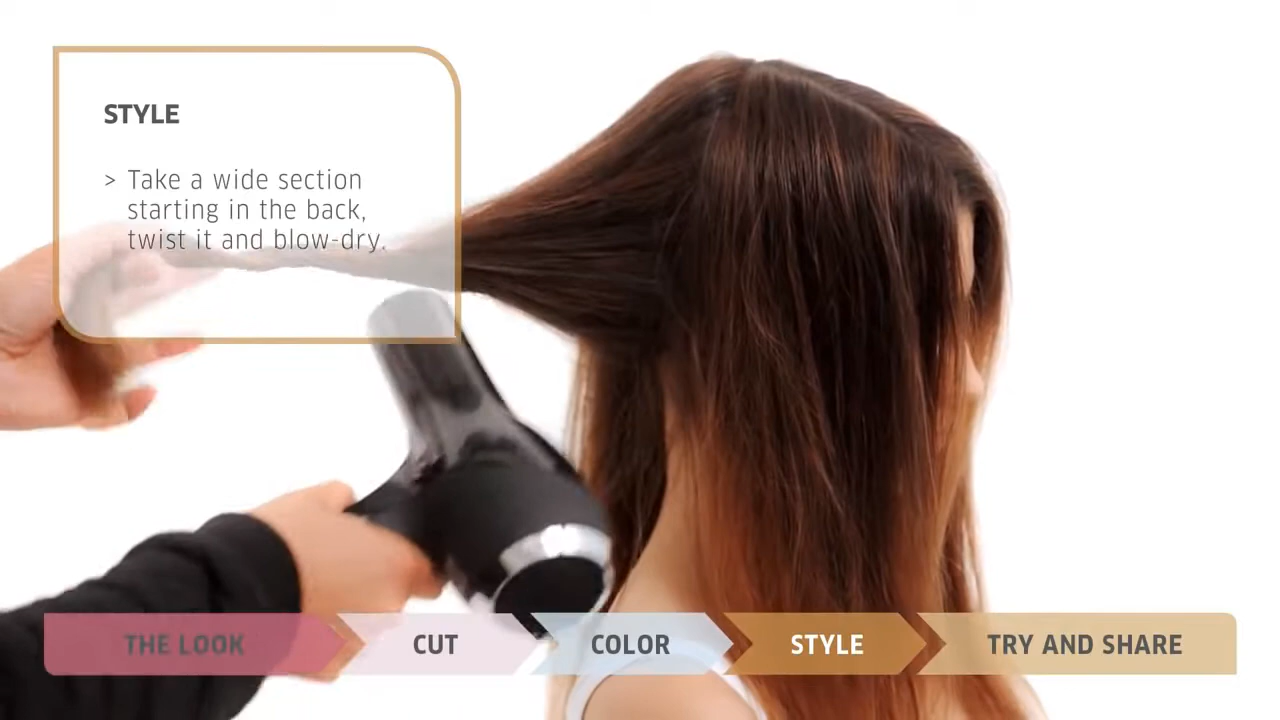 STYLE
> Take a wide section
starting in the back,
twist it and blow-dry.
THE LOOK
CUT
COLOR
STYLE
TRY AND SHARE